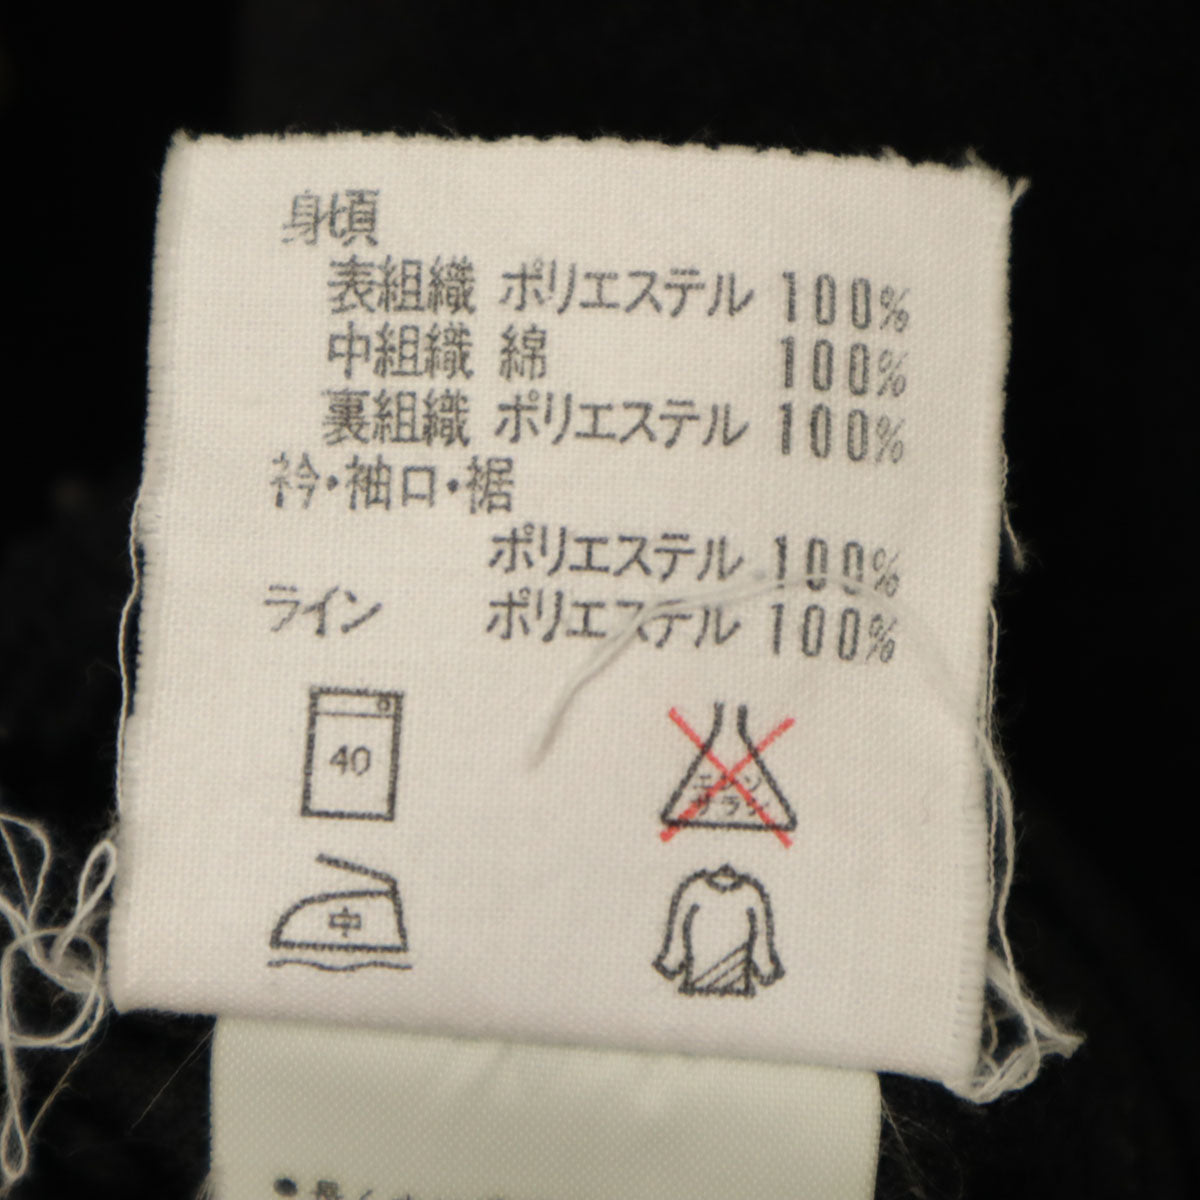 身頃
表組織 ポリエステル 100%
中組織 綿 100%
裏組織 ポリエステル 100%
衿・袖口・裾
ポリエステル 100%
ライン ポリエステル 100%
40
エンソ
サラシ
中